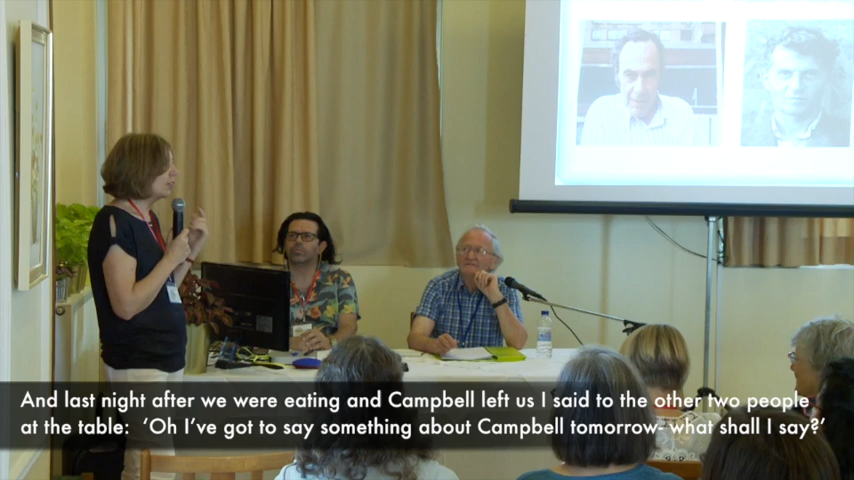 And last night after we were eating and Campbell left us I said to the other two people
at the table:  'Oh I've got to say something about Campbell tomorrow- what shall I say?'